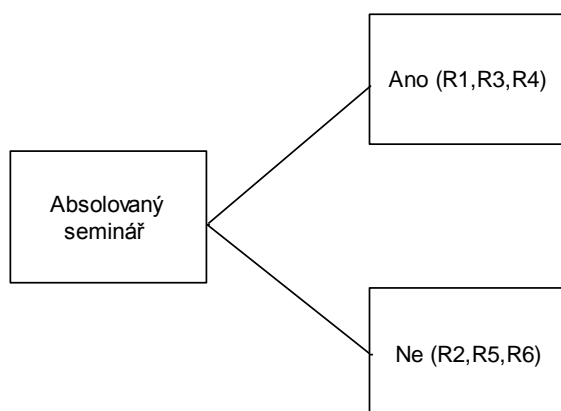 Ano (R1,R3,R4)
Absolovaný
seminář
Ne (R2,R5,R6)